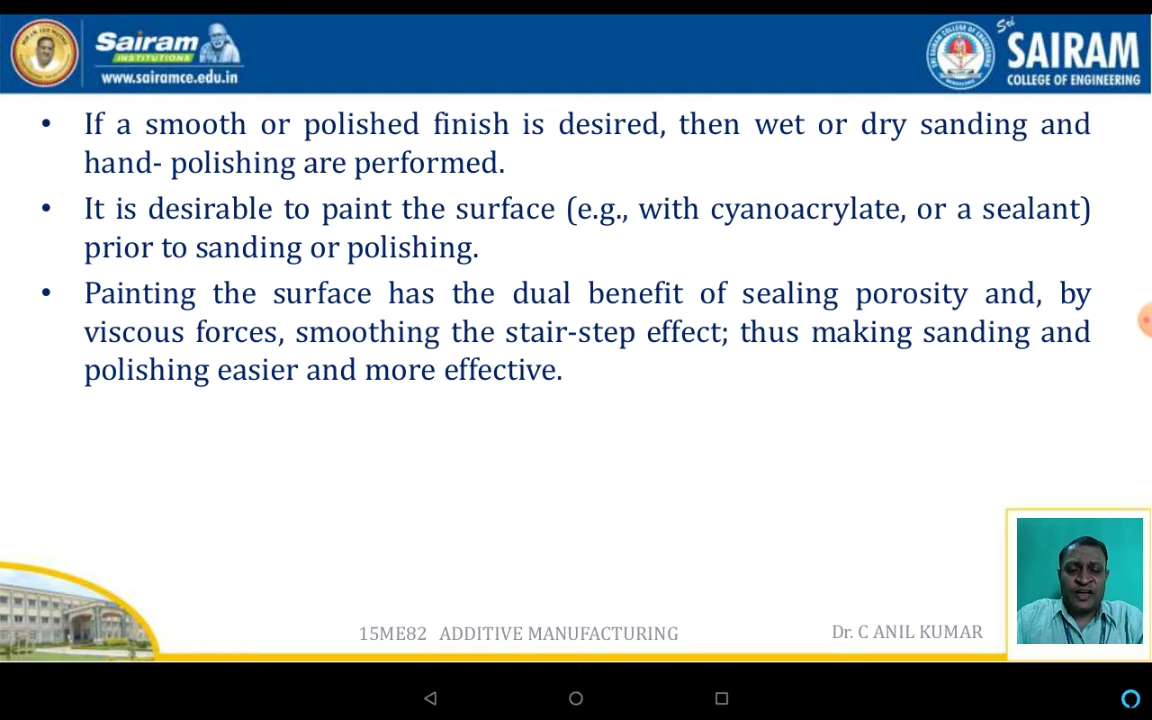 Sairam
INSTITUTIONS
www.sairamce.edu.in
Sri
SAIRAM
COLLEGE OF ENGINEERING
• If a smooth or polished finish is desired, then wet or dry sanding and
hand- polishing are performed.
• It is desirable to paint the surface (e.g., with cyanoacrylate, or a sealant)
prior to sanding or polishing.
• Painting the surface has the dual benefit of sealing porosity and, by
viscous forces, smoothing the stair-step effect; thus making sanding and
polishing easier and more effective.
15ME82 ADDITIVE MANUFACTURING
Dr. C ANIL KUMAR